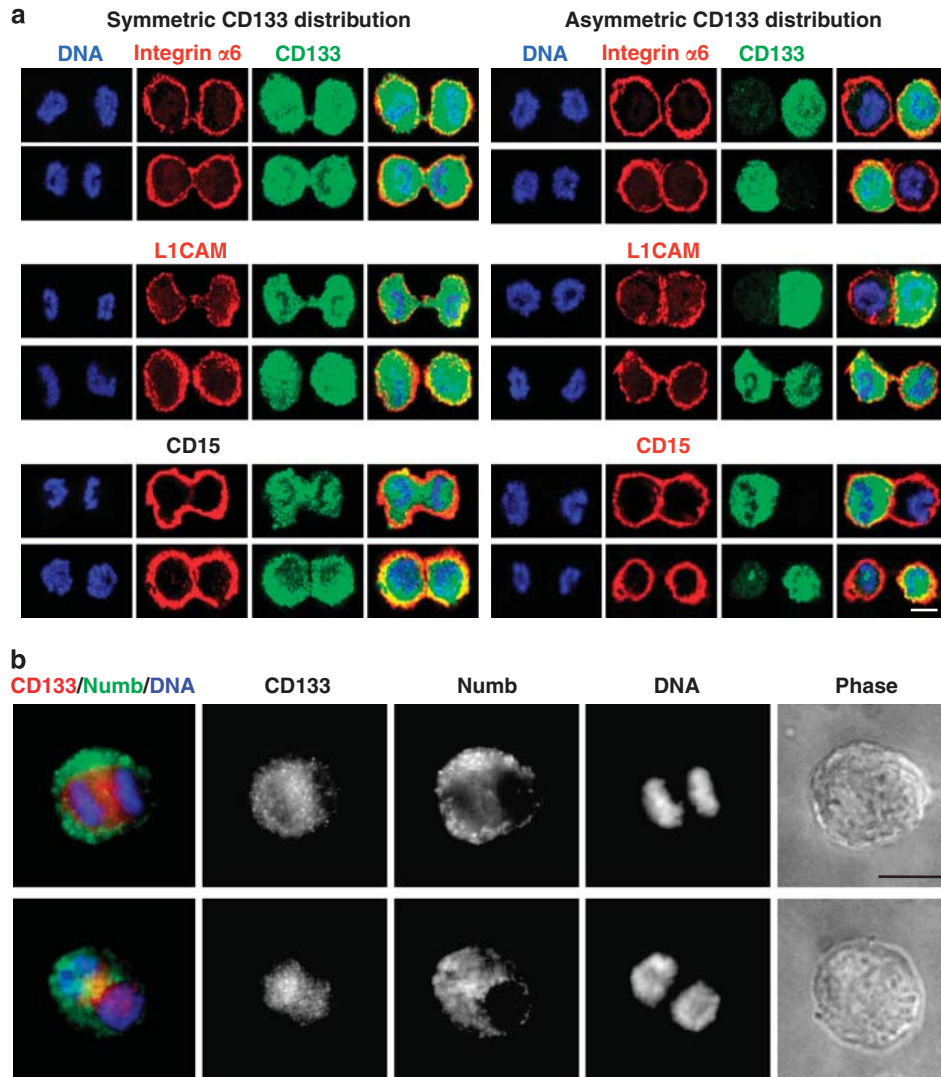 a
Symmetric CD133 distribution
Asymmetric CD133 distribution
DNA Integrin α6 CD133
DNA Integrin α6 CD133
L1CAM
L1CAM
CD15
CD15
b
CD133/Numb/DNA CD133 Numb DNA Phase